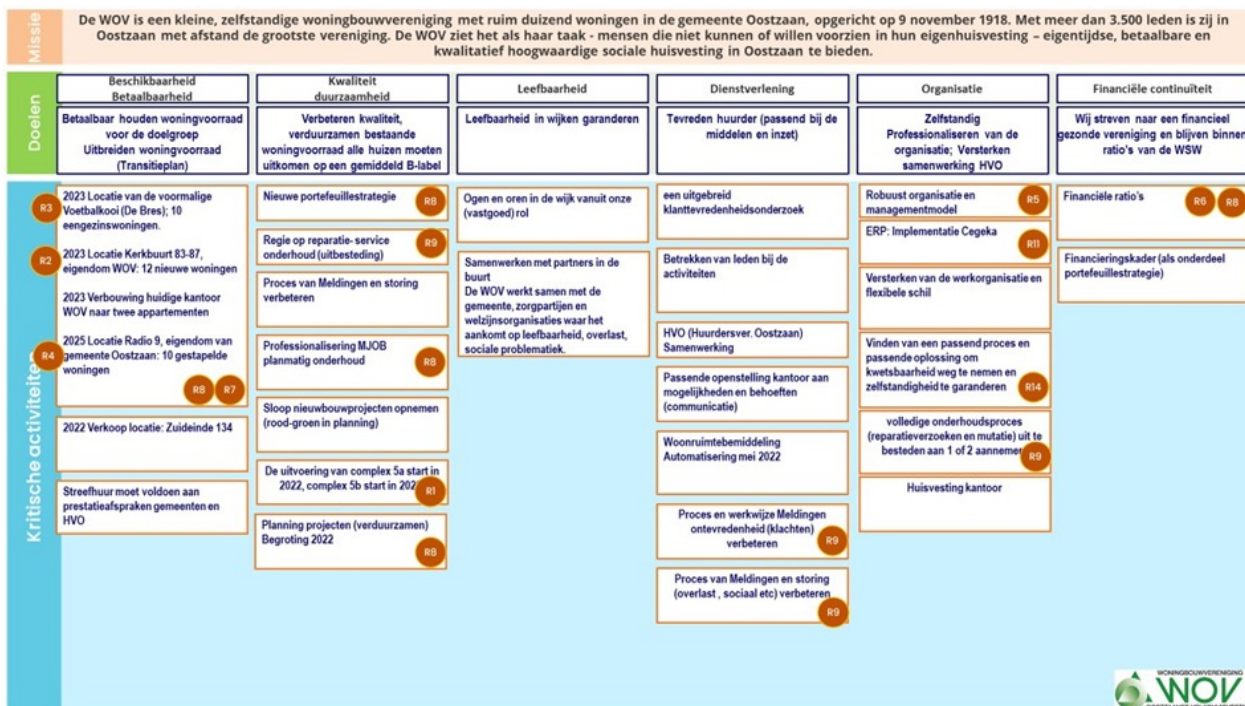 Missie
De WOV is een kleine, zelfstandige woningbouwvereniging met ruim duizend woningen in de gemeente Oostzaan, opgericht op 9 november 1918. Met meer dan 3.500 leden is zij in
Oostzaan met afstand de grootste vereniging. De WOV ziet het als haar taak - mensen die niet kunnen of willen voorzien in hun eigenhuisvesting – eigentijdse, betaalbare en
kwalitatief hoogwaardige sociale huisvesting in Oostzaan te bieden.
Doelen
Beschikbaarheid
Betaalbaarheid
Betaalbaar houden woningvoorraad
voor de doelgroep
Uitbreiden woningvoorraad
(Transitieplan)
Kwaliteit
duurzaamheid
Verbeteren kwaliteit,
verduurzamen bestaande
woningvoorraad alle huizen moeten
uitkomen op een gemiddeld B-label
Leefbaarheid
Leefbaarheid in wijken garanderen
Dienstverlening
Tevreden huurder (passend bij de
middelen en inzet)
Organisatie
Zelfstandig
Professionaliseren van de
organisatie; Versterken
samenwerking HVO
Financiële continuïteit
Wij streven naar een financieel
gezonde vereniging en blijven binnen
ratio's van de WSW
Kritische activiteiten
R3
2023 Locatie van de voormalige
Voetbalkooi (De Bres); 10
eengezinswoningen.
R2
2023 Locatie Kerkbuurt 83-87,
eigendom WOV: 12 nieuwe woningen
2023 Verbouwing huidige kantoor
WOV naar twee appartementen
R4
2025 Locatie Radio 9, eigendom van
gemeente Oostzaan: 10 gestapelde
woningen
R8 R7
2022 Verkoop locatie: Zuideinde 134
Streefhuur moet voldoen aan
prestatieafspraken gemeenten en
HVO
Nieuwe portefeuillestrategie
R8
Regie op reparatie- service
onderhoud (uitbesteding)
R9
Proces van Meldingen en storing
verbeteren
Professionalisering MJOB
planmatig onderhoud
R8
Sloop nieuwbouwprojecten opnemen
(rood-groen in planning)
De uitvoering van complex 5a start in
2022, complex 5b start in
R1
Planning projecten (verduurzamen)
Begroting 2022
R8
Ogen en oren in de wijk vanuit onze
(vastgoed) rol
Samenwerken met partners in de
buurt
De WOV werkt samen met de
gemeente, zorgpartijen en
welzijnsorganisaties waar het
aankomt op leefbaarheid, overlast,
sociale problematiek.
een uitgebreid
klanttevredenheidsonderzoek
Betrekken van leden bij de
activiteiten
HVO (Huurdersver. Oostzaan)
Samenwerking
Passende openstelling kantoor aan
mogelijkheden en behoeften
(communicatie)
Woonruimtebemiddeling
Automatisering mei 2022
Proces en werkwijze Meldingen
ontevredenheid (klachten)
verbeteren
R9
Proces van Meldingen en storing
(overlast , sociaal etc) verbeteren
R9
Robuust organisatie en
managementmodel
R5
ERP: Implementatie Cegeka
R11
Versterken van de werkorganisatie en
flexibele schil
Vinden van een passend proces en
passende oplossing om
kwetsbaarheid weg te nemen en
zelfstandigheid te garanderen
R14
volledige onderhoudsproces
(reparatieverzoeken en mutatie) uit te
besteden aan 1 of 2
R9
Huisvesting kantoor
Financiële ratio's
R6 R8
Financieringskader (als onderdeel
portefeuillestrategie)
WONINGBOUWVERENIGING
WOV